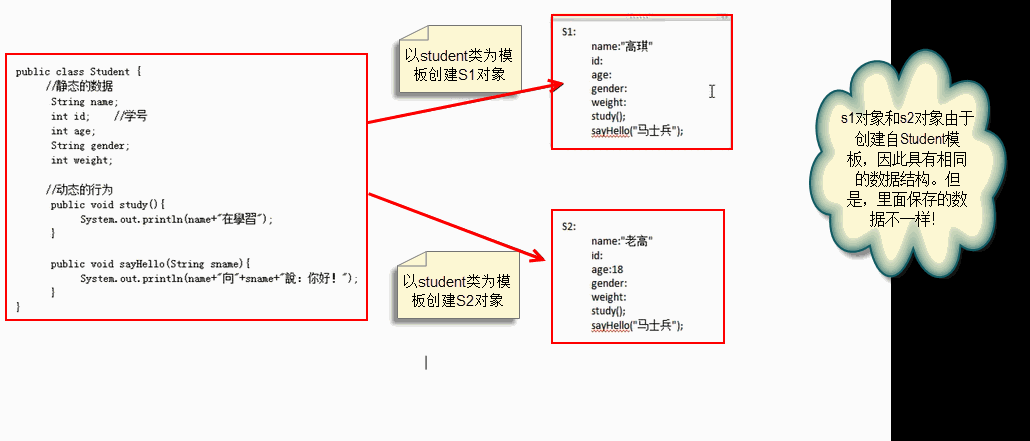 public class Student {
//静态的数据
String name;
int id;    //学号
int age;
String gender;
int weight;
//动态的行为
public void study(){
System.out.println(name+"在學習");
}
public void sayHello(String sname){
System.out.println(name+"向"+sname+"說：你好！");
}
}
以student类为模
板创建S1对象
S1:
name:"高琪"
id:
age:
gender:
weight:
study();
sayHello("马士兵");
以student类为模
板创建S2对象
S2:
name:"老高"
id:
age:18
gender:
weight:
study();
sayHello("马士兵");
s1对象和s2对象由于
创建自Student模
板，因此具有相同
的数据结构。但
是，里面保存的数
据不一样！